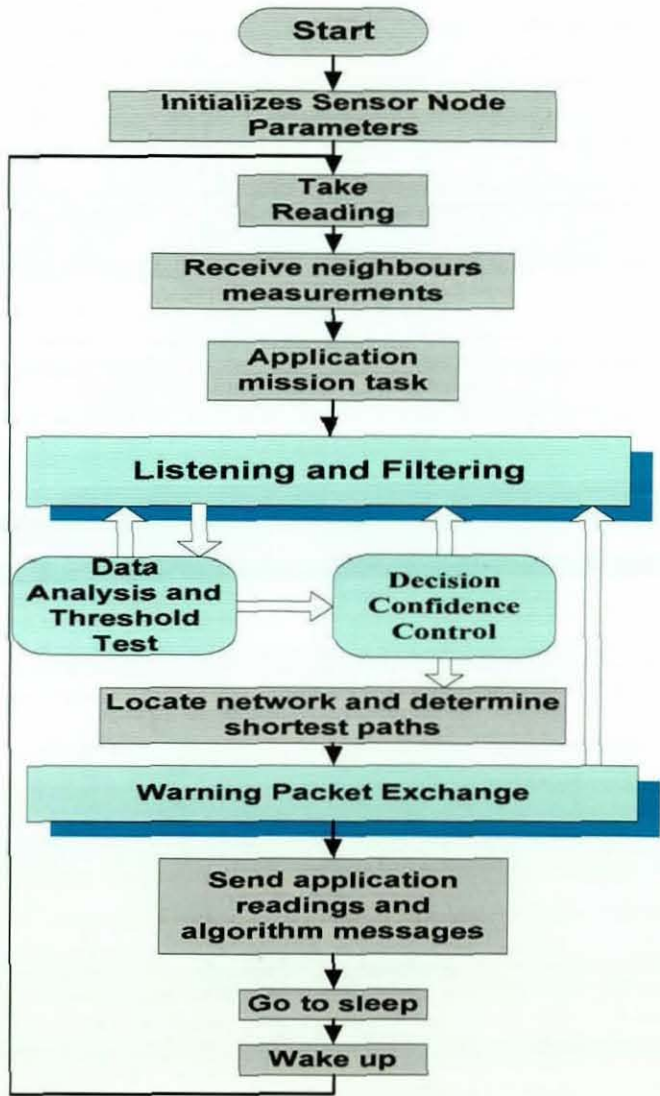 Start
Initializes Sensor Node
Parameters
Take
Reading
Receive neighbours
measurements
Application
mission task
Listening and Filtering
Data
Analysis and
Threshold
Test
Decision
Confidence
Control
Locate network and determine
shortest paths
Warning Packet Exchange
Send application
readings and
algorithm messages
Go to sleep
Wake up